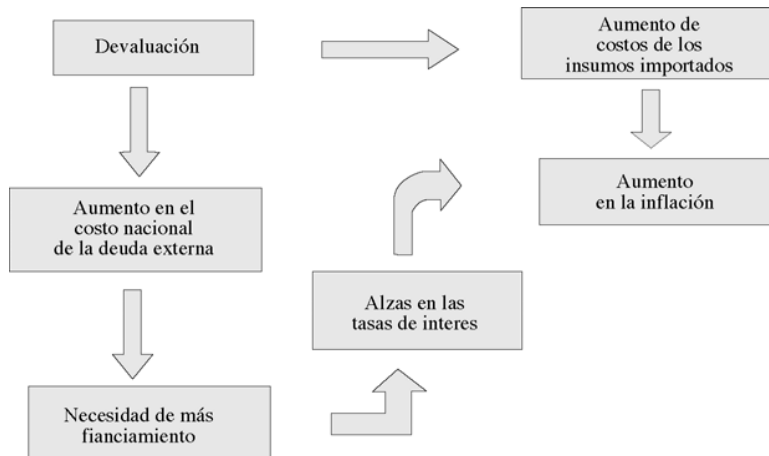 Devaluación
Aumento de
costos de los
insumos importados
Aumento en el
costo nacional
de la deuda externa
Aumento
en la inflación
Alzas en las
tasas de interes
Necesidad de más
fianciamiento